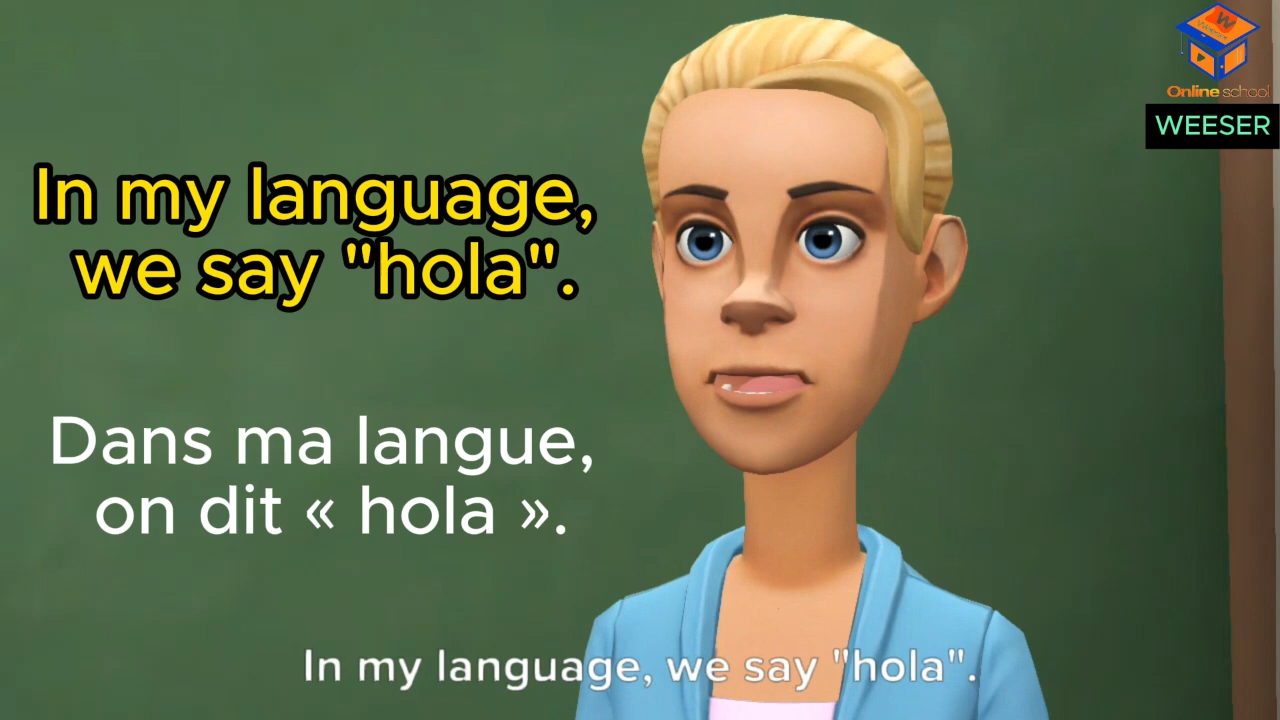 In my language,
we say "hola".
Dans ma langue,
on dit « hola ».
In my language, we say "hola".
W
Online school
WEESER